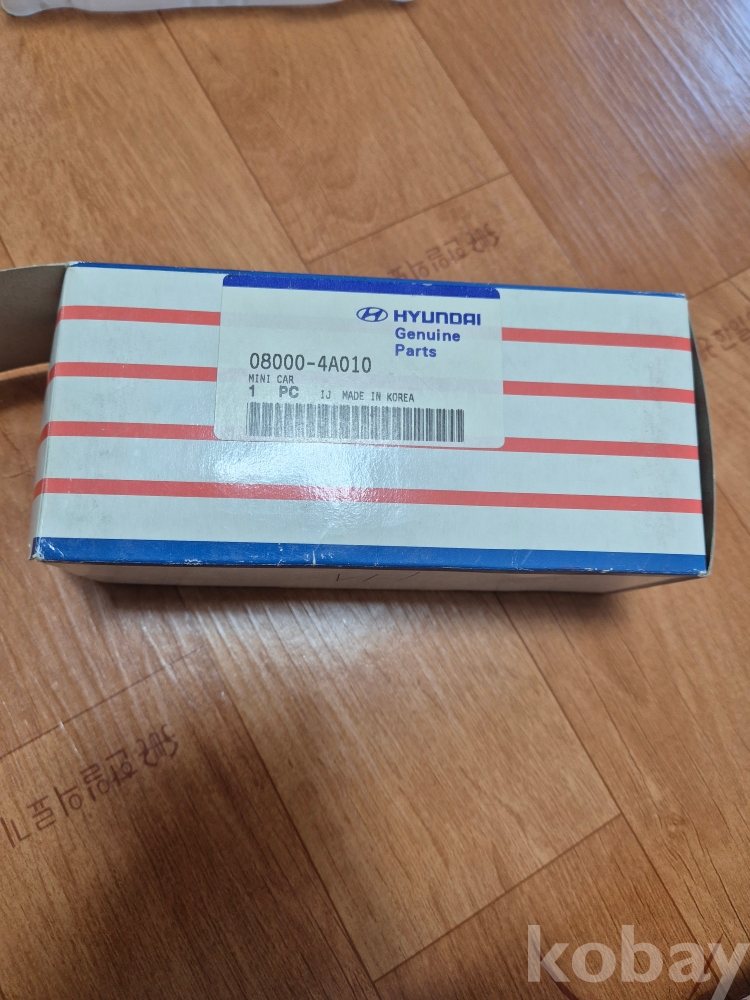 HYUNDAI
Genuine
Parts
08000-4A010
MINI CAR
1 PC IJ MADE IN KOREA
kobay